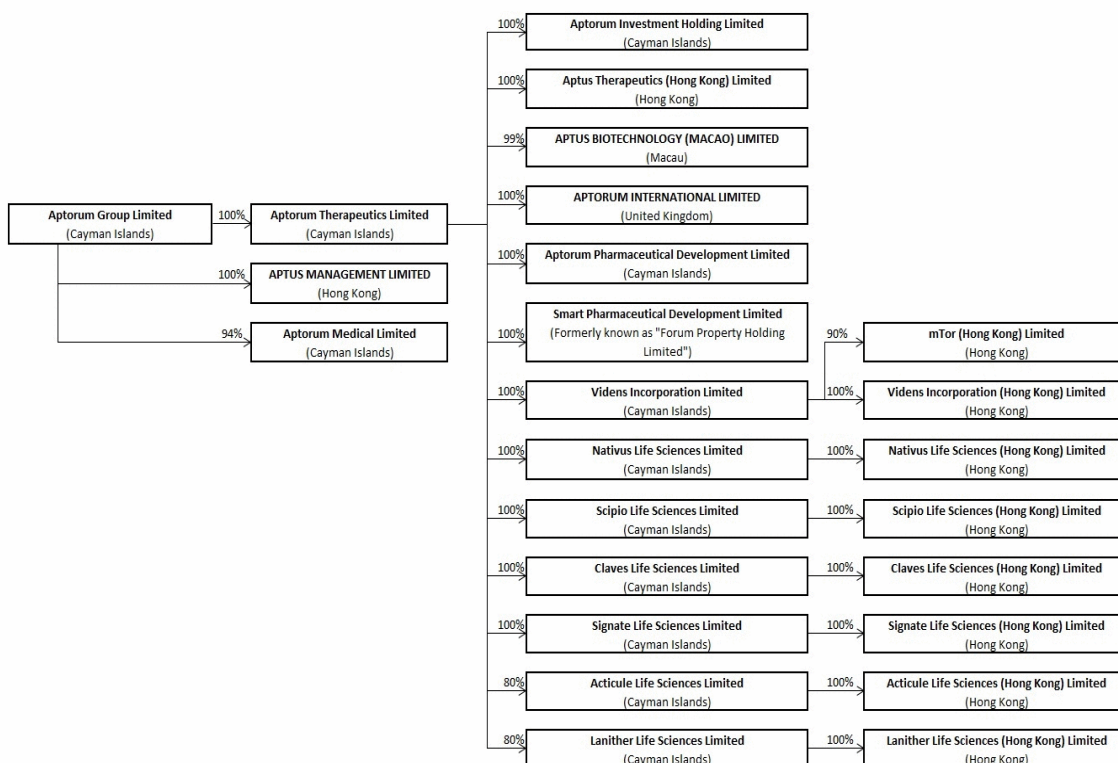 100%
Aptorum Investment Holding Limited
(Cayman Islands)
100%
Aptus Therapeutics (Hong Kong) Limited
(Hong Kong)
99%
APTUS BIOTECHNOLOGY (MACAO) LIMITED
(Macau)
100%
APTORUM INTERNATIONAL LIMITED
(United Kingdom)
Aptorum Group Limited
(Cayman Islands)
100%
Aptorum Therapeutics Limited
(Cayman Islands)
100%
APTUS MANAGEMENT LIMITED
(Hong Kong)
94%
Aptorum Medical Limited
(Cayman Islands)
100%
Aptorum Pharmaceutical Development Limited
(Cayman Islands)
100%
Smart Pharmaceutical Development Limited
(Formerly known as "Forum Property Holding
Limited")
90%
mTor (Hong Kong) Limited
(Hong Kong)
100%
Videns Incorporation Limited
(Cayman Islands)
100%
Videns Incorporation (Hong Kong) Limited
(Hong Kong)
100%
Nativus Life Sciences Limited
(Cayman Islands)
100%
Nativus Life Sciences (Hong Kong) Limited
(Hong Kong)
100%
Scipio Life Sciences Limited
(Cayman Islands)
100%
Scipio Life Sciences (Hong Kong) Limited
(Hong Kong)
100%
Claves Life Sciences Limited
(Cayman Islands)
100%
Claves Life Sciences (Hong Kong) Limited
(Hong Kong)
100%
Signate Life Sciences Limited
(Cayman Islands)
100%
Signate Life Sciences (Hong Kong) Limited
(Hong Kong)
80%
Acticule Life Sciences Limited
(Cayman Islands)
100%
Acticule Life Sciences (Hong Kong) Limited
(Hong Kong)
80%
Lanither Life Sciences Limited
(Cayman Islands)
100%
Lanither Life Sciences (Hong Kong) Limited
(Hong Kong)